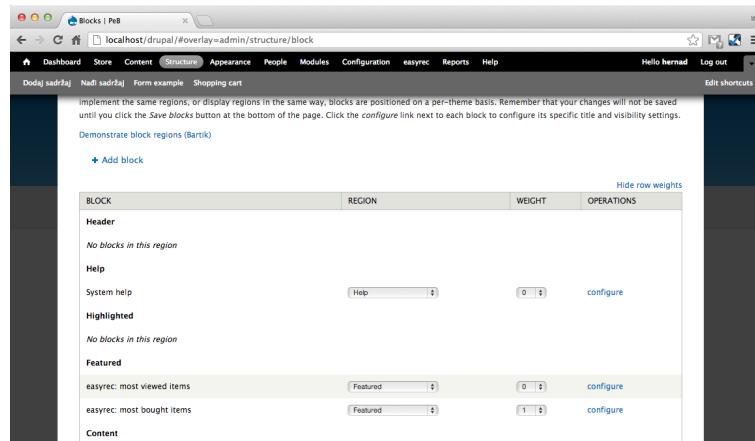 Blocks | PeB
localhost/drupal/#overlay=admin/structure/block
Dashboard Store Content Structure Appearance People Modules Configuration easyrec Reports Help Hello hernad Log out
Dodaj sadržaj Nađi sadržaj Form example Shopping cart Edit shortcuts
implement the same regions, or display regions in the same way, blocks are positioned on a per-theme basis. Remember that your changes will not be saved
until you click the Save blocks button at the bottom of the page. Click the configure link next to each block to configure its specific title and visibility settings.
Demonstrate block regions (Bartik)
+ Add block
Hide row weights
BLOCK REGION WEIGHT OPERATIONS
Header
No blocks in this region
Help
System help Help 0 configure
Highlighted
No blocks in this region
Featured
easyrec: most viewed items Featured 0 configure
easyrec: most bought items Featured 1 configure
Content